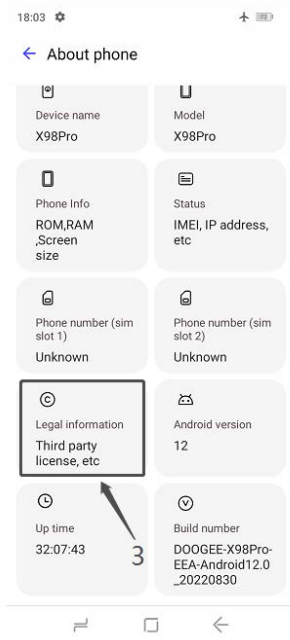 18:03
About phone
Device name
X98Pro
Model
X98Pro
Phone Info
ROM,RAM
,Screen
size
Status
IMEI, IP address,
etc
Phone number (sim
slot 1)
Unknown
Phone number (sim
slot 2)
Unknown
Legal information
Third party
license, etc
Android version
12
Up time
32:07:43
3
Build number
DOOGEE-X98Pro-
EEA-Android12.0
_20220830